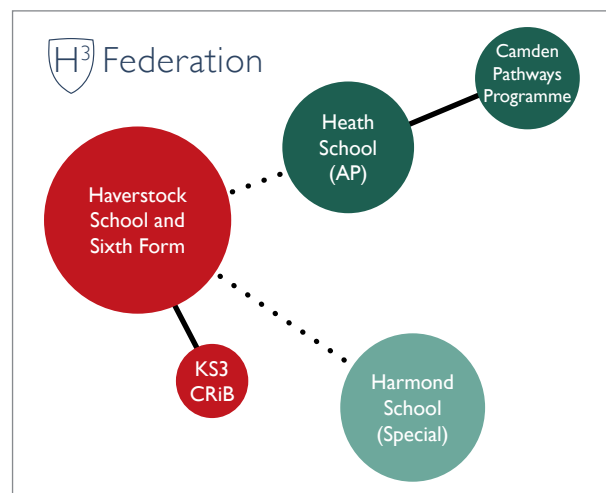 H³ Federation
Camden
Pathways
Programme
Heath
School
(AP)
Haverstock
School and
Sixth Form
KS3
CRiB
Harmond
School
(Special)